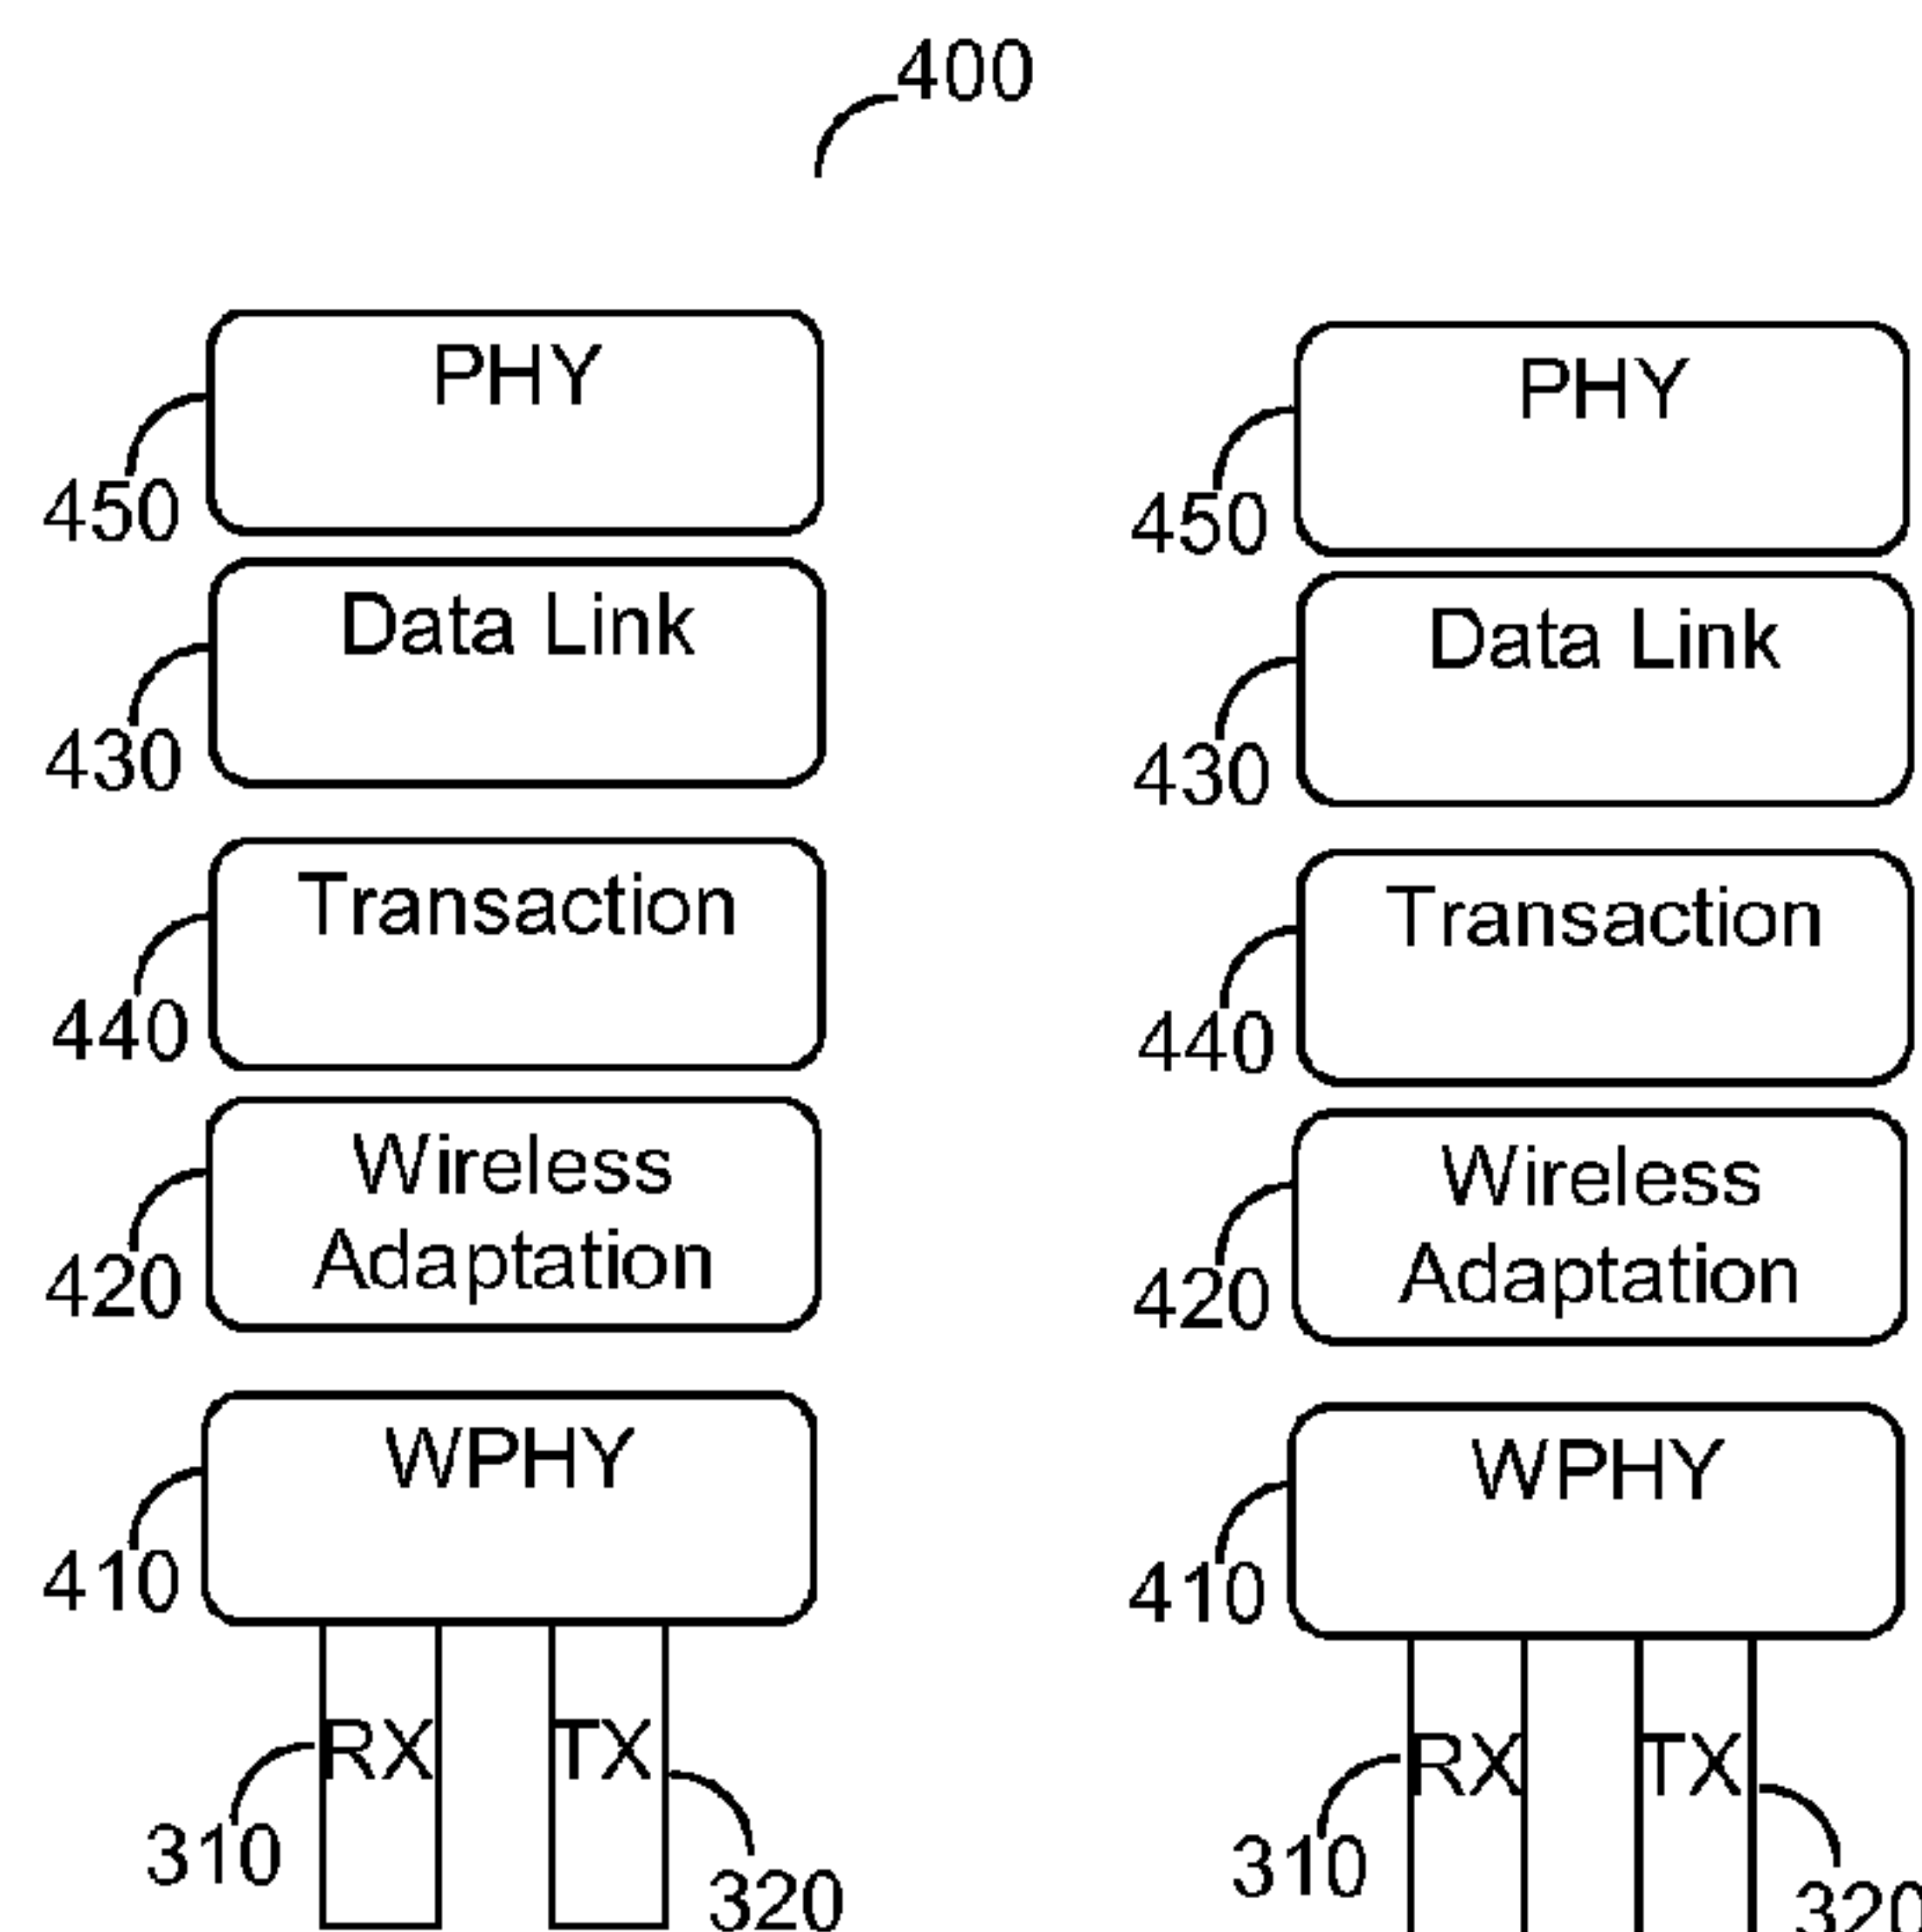 400
PHY
450
Data Link
430
Transaction
440
Wireless
Adaptation
420
WPHY
410
RX
TX
310
320
PHY
450
Data Link
430
Transaction
440
Wireless
Adaptation
420
WPHY
410
RX
TX
310
320